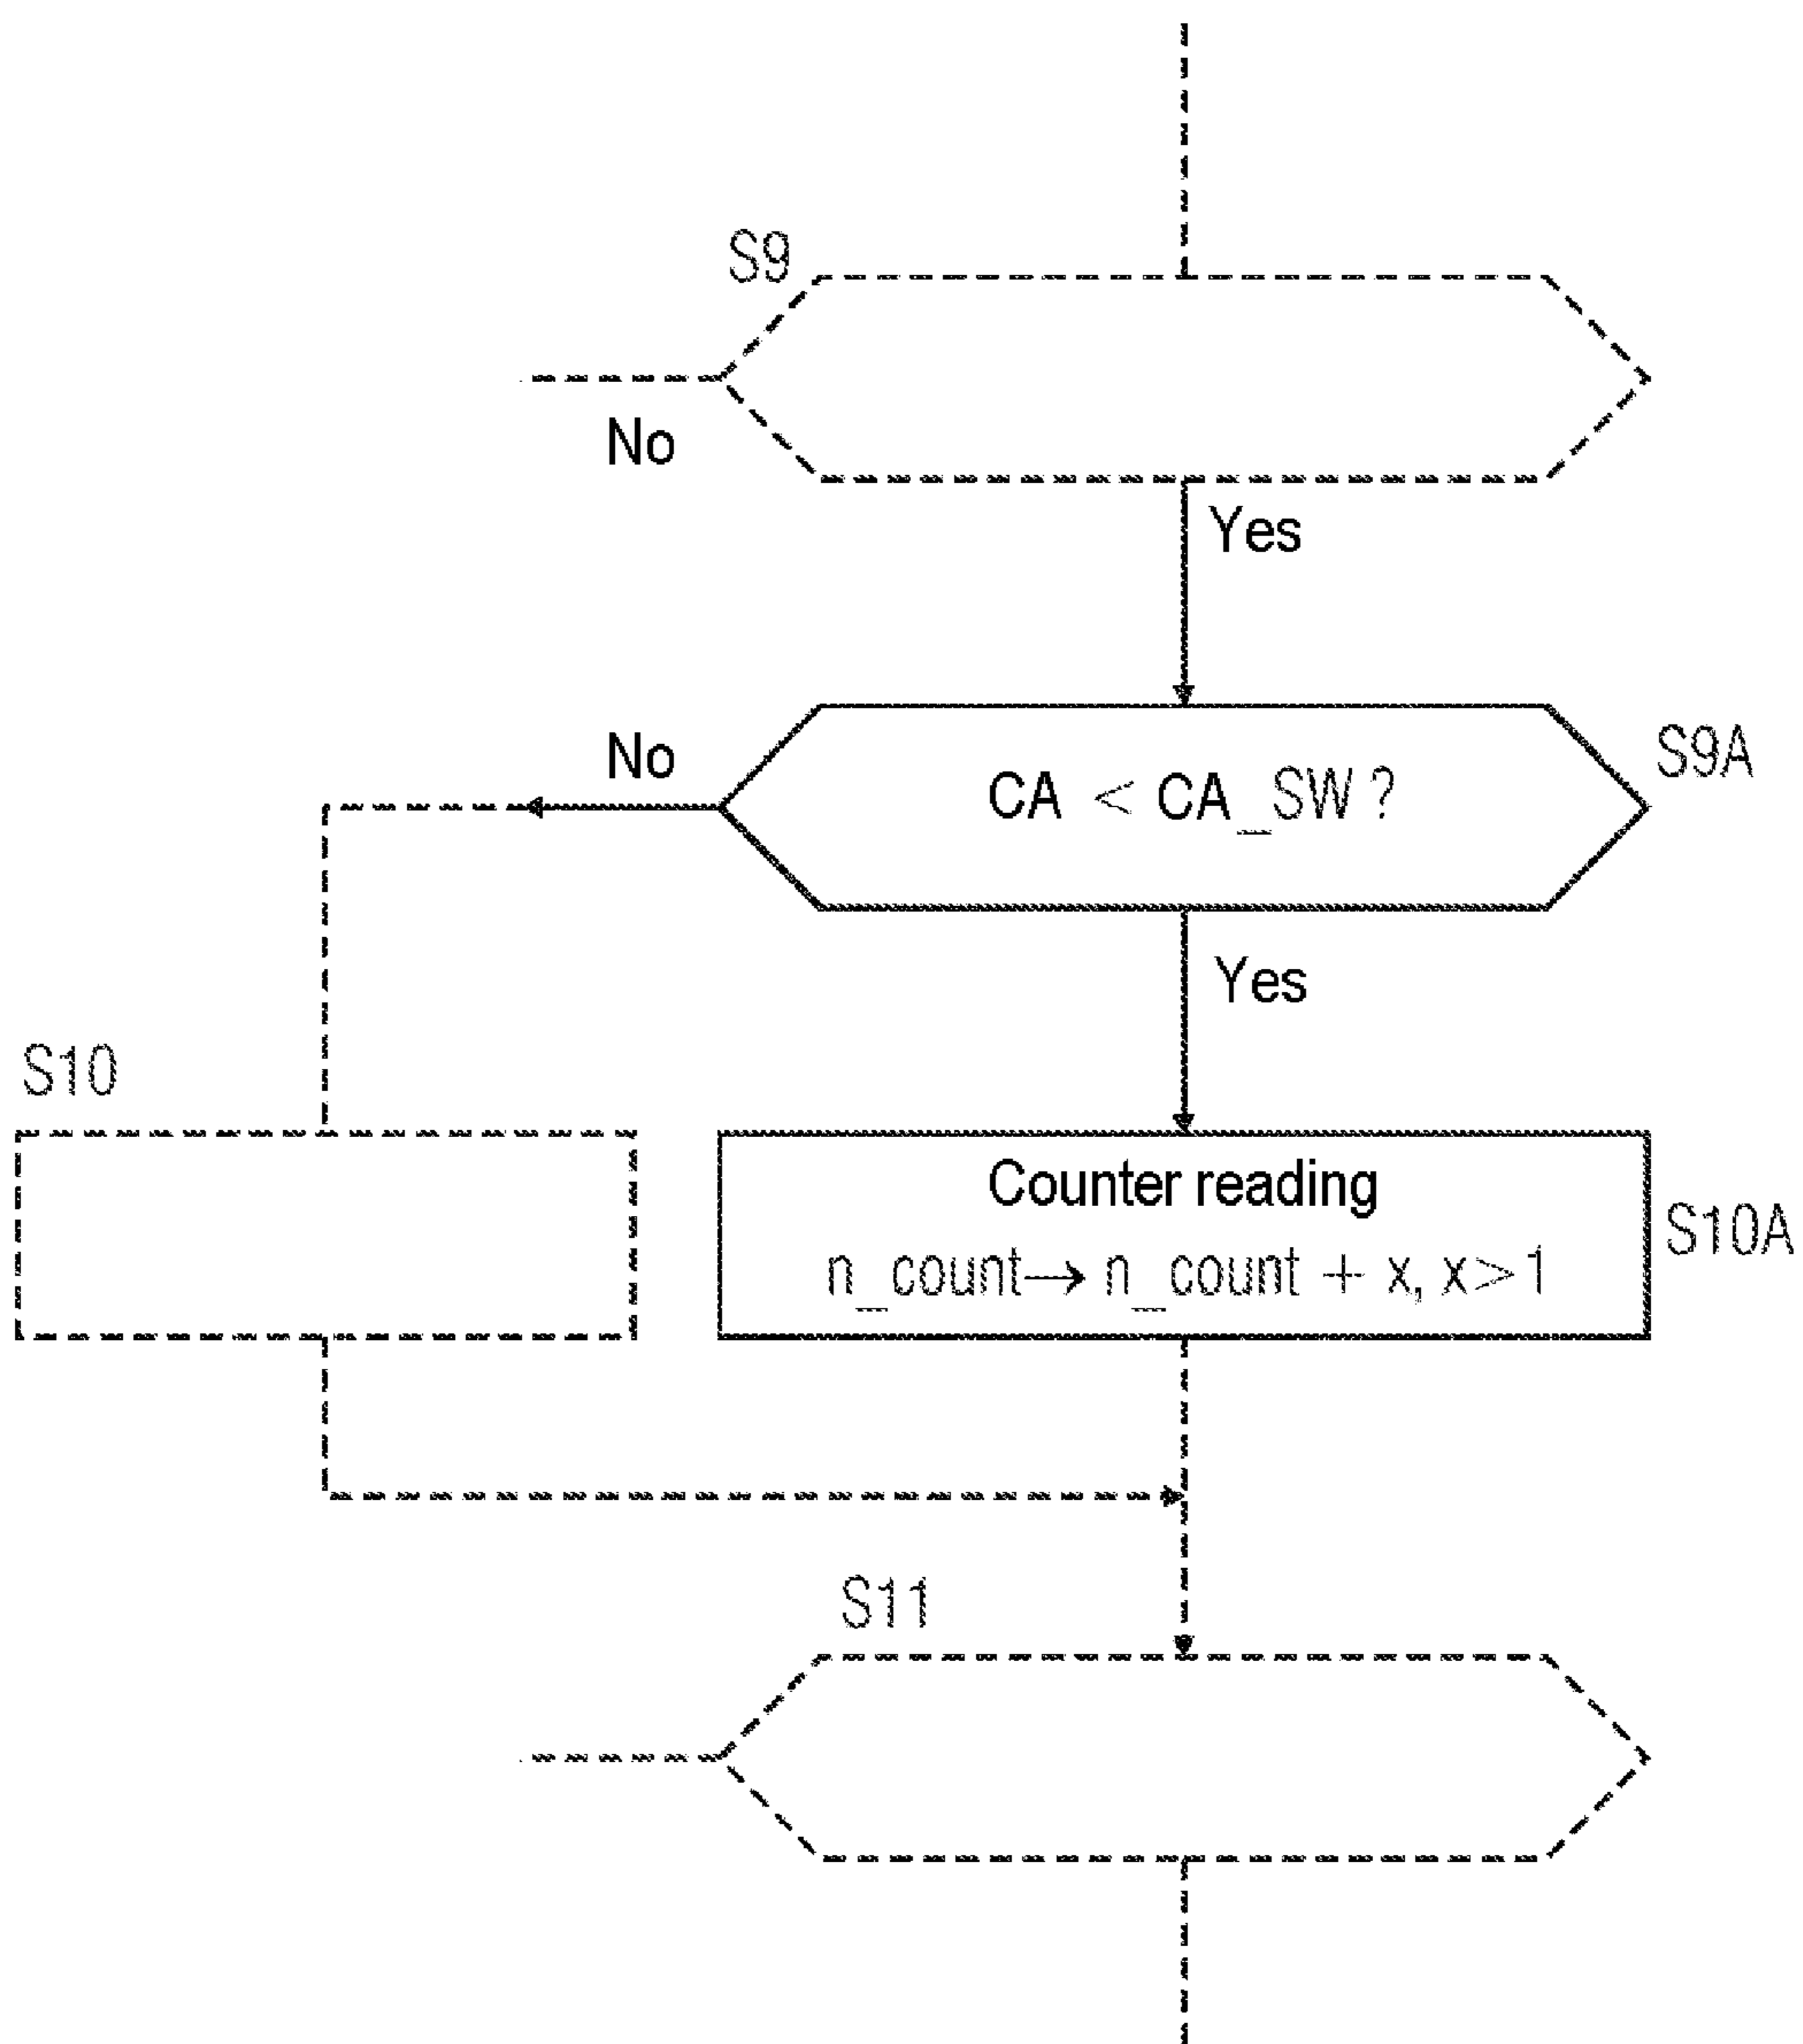 S9
No
Yes
No
CA < CA_SW ?
S9A
Yes
S10
Counter reading
n_count→ n_count + x, x>1
S10A
S11